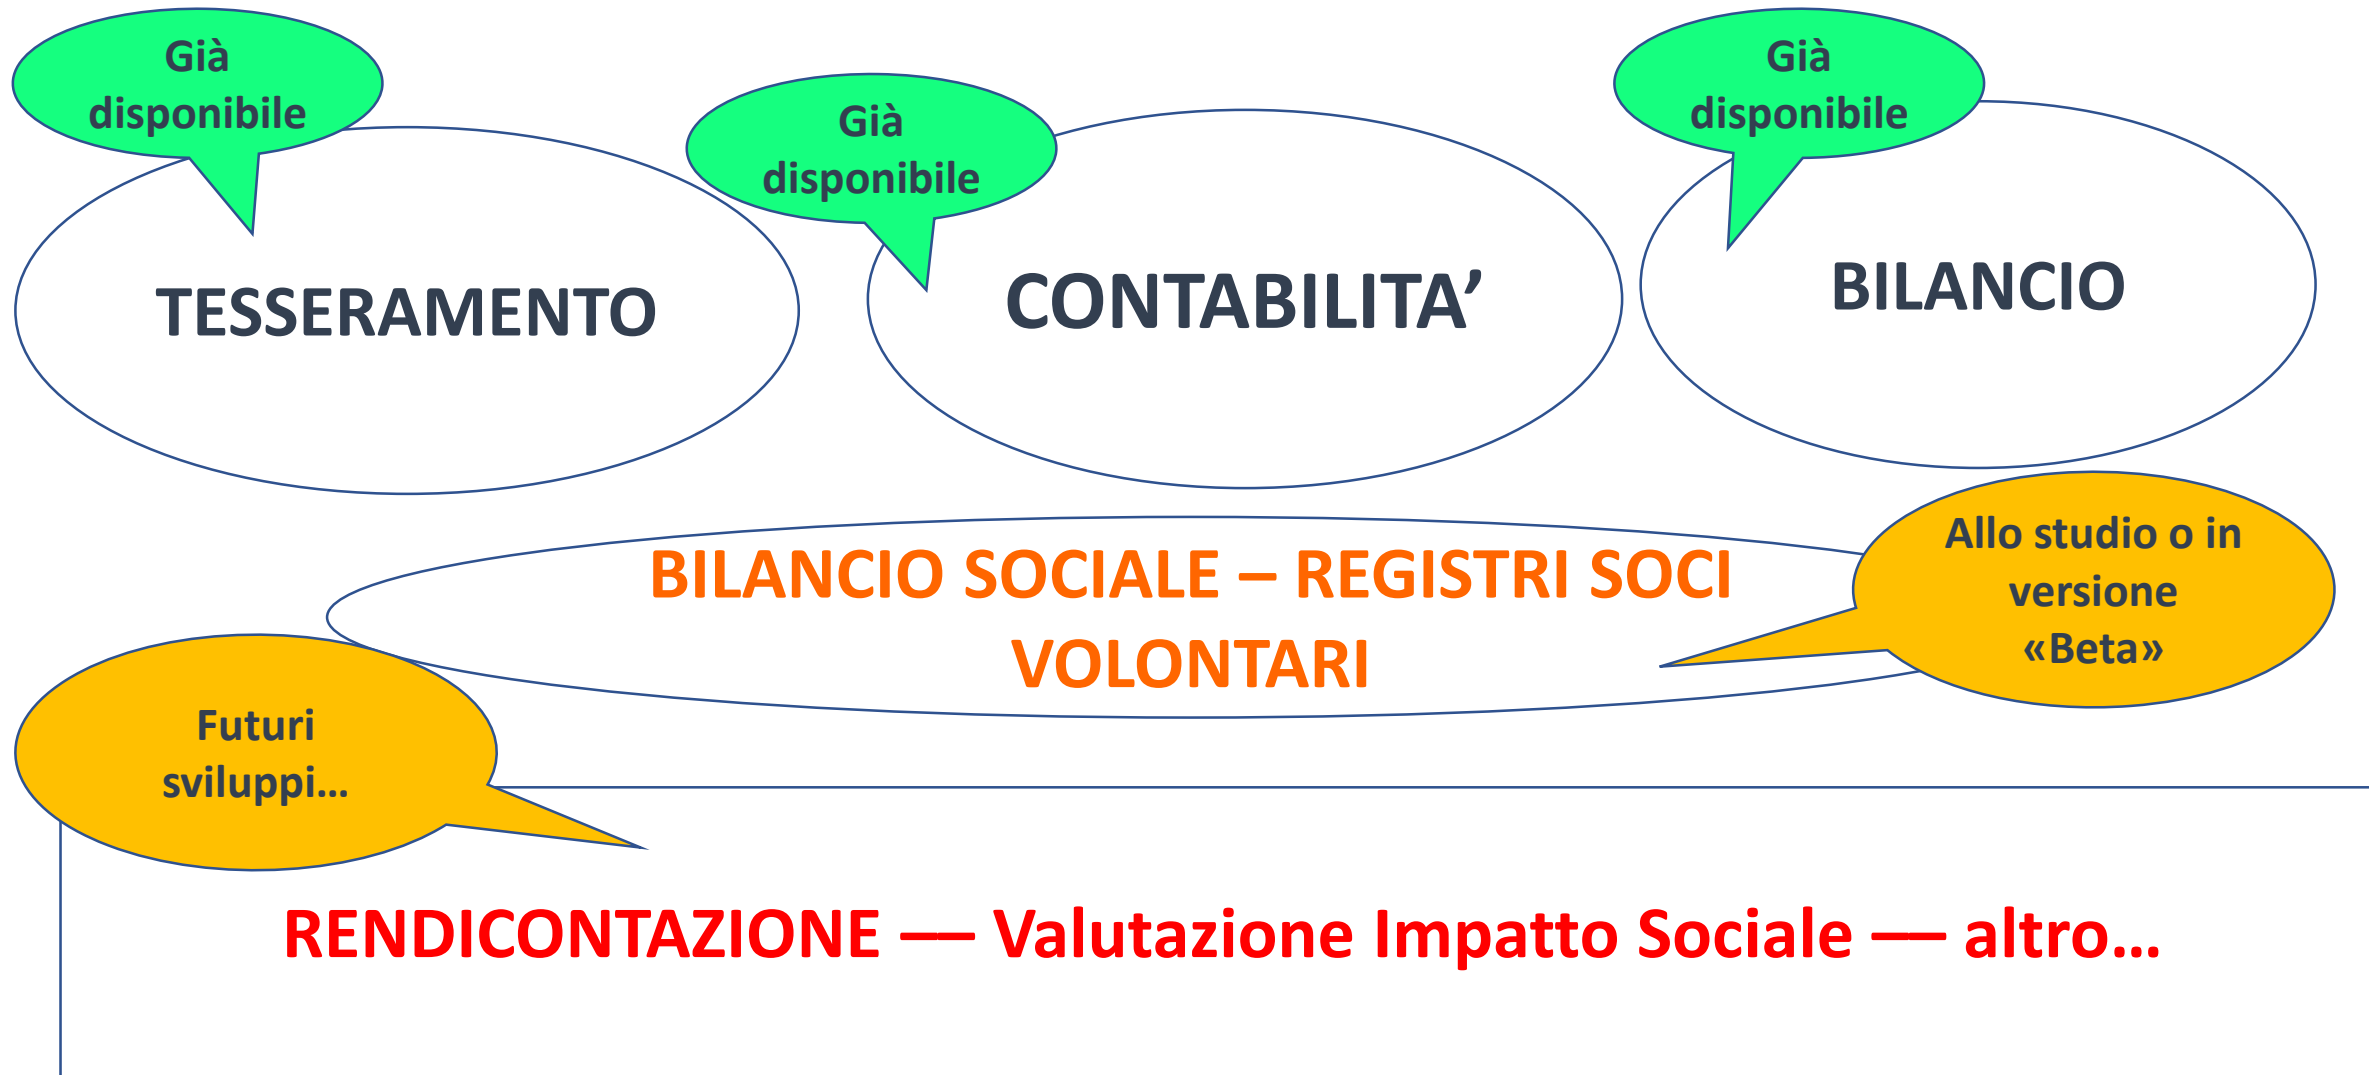 Già
disponibile
TESSERAMENTO
Già
disponibile
CONTABILITA’
Già
disponibile
BILANCIO
BILANCIO SOCIALE – REGISTRI SOCI
VOLONTARI
Allo studio o in
versione
«Beta»
Futuri
sviluppi…
RENDICONTAZIONE –– Valutazione Impatto Sociale –– altro…